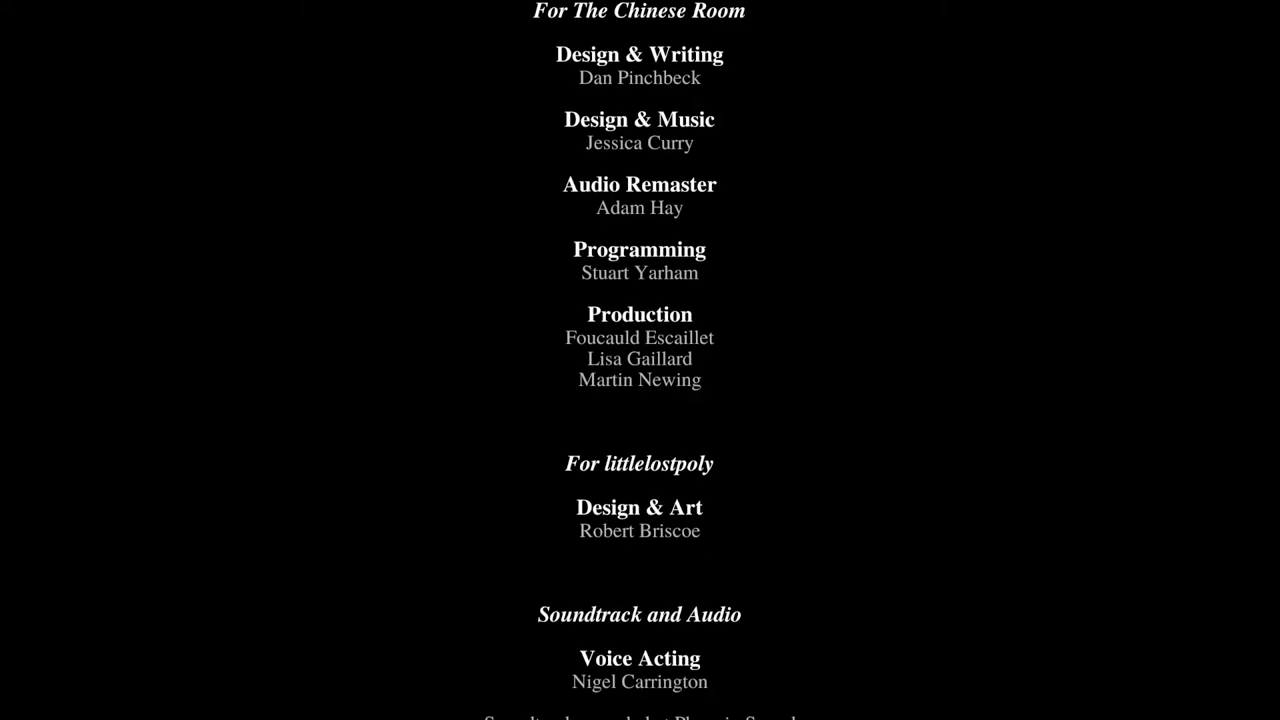 For The Chinese Room
Design & Writing
Dan Pinchbeck
Design & Music
Jessica Curry
Audio Remaster
Adam Hay
Programming
Stuart Yarham
Production
Foucauld Escaillet
Lisa Gaillard
Martin Newing
For littlelostpoly
Design & Art
Robert Briscoe
Soundtrack and Audio
Voice Acting
Nigel Carrington